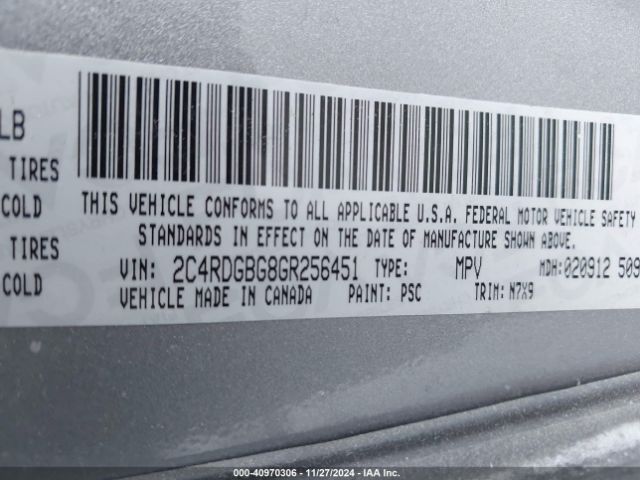 LB
TIRES
COLD
TIRES
COLD
THIS VEHICLE CONFORMS TO ALL APPLICABLE U.S.A. FEDERAL MOTOR VEHICLE SAFETY
STANDARDS IN EFFECT ON THE DATE OF MANUFACTURE SHOWN ABOVE.
VIN: 2C4RDGBG8GR256451 TYPE: MPV MDH:020912 509
VEHICLE MADE IN CANADA PAINT: PSC TRIM: N7X9
000-40970306 - 11/27/2024 - IAA Inc.